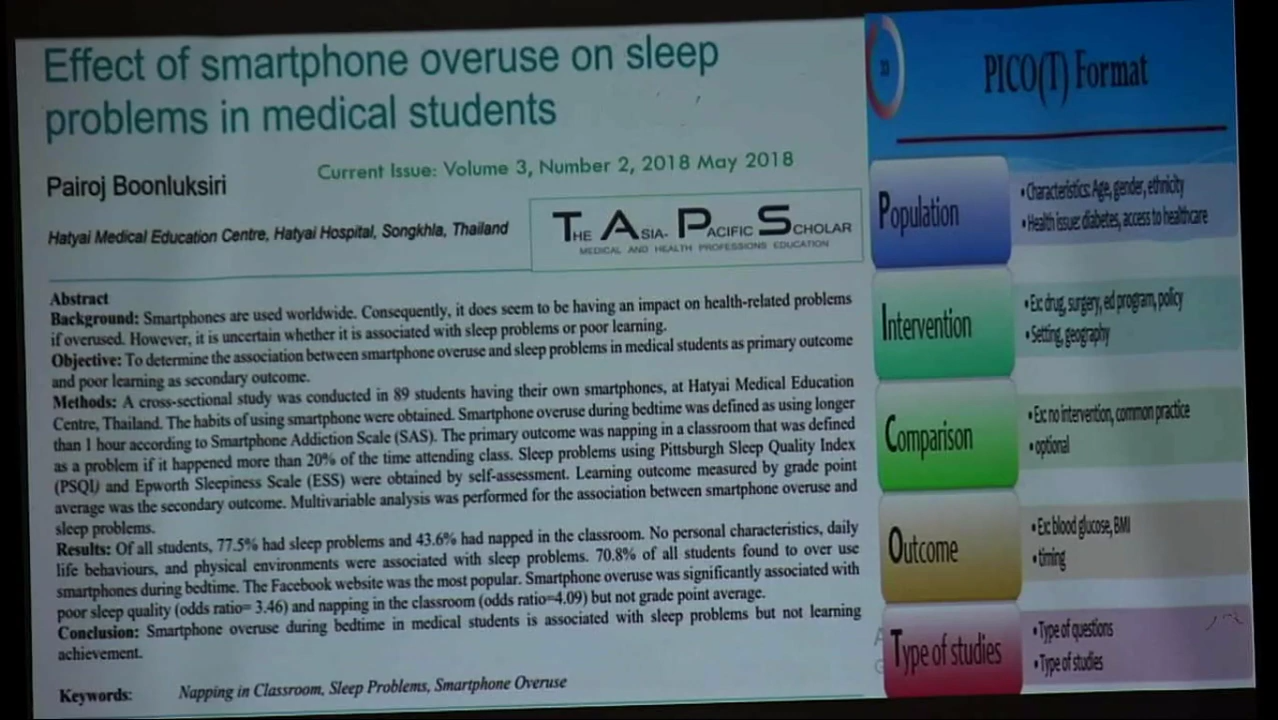 Effect of smartphone overuse on sleep
problems in medical students
Current Issue: Volume 3, Number 2, 2018 May 2018
Pairoj Boonluksiri
Hatyai Medical Education Centre, Hatyai Hospital, Songkhla, Thailand
THE ASIA-PACIFIC SCHOLAR
MEDICAL AND HEALTH PROFESSIONS EDUCATION
Abstract
Background: Smartphones are used worldwide. Consequently, it does seem to be having an impact on health-related problems
if overused. However, it is uncertain whether it is associated with sleep problems or poor learning.
Objective: To determine the association between smartphone overuse and sleep problems in medical students as primary outcome
and poor learning as secondary outcome.
Methods: A cross-sectional study was conducted in 89 students having their own smartphones, at Hatyai Medical Education
Centre, Thailand. The habits of using smartphone were obtained. Smartphone overuse during bedtime was defined as using longer
than 1 hour according to Smartphone Addiction Scale (SAS). The primary outcome was napping in a classroom that was defined
as a problem if it happened more than 20% of the time attending class. Sleep problems using Pittsburgh Sleep Quality Index
(PSQI) and Epworth Sleepiness Scale (ESS) were obtained by self-assessment. Learning outcome measured by grade point
average was the secondary outcome. Multivariable analysis was performed for the association between smartphone overuse and
sleep problems.
Results: Of all students, 77.5% had sleep problems and 43.6% had napped in the classroom. No personal characteristics, daily
life behaviours, and physical environments were associated with sleep problems. 70.8% of all students found to over use
smartphones during bedtime. The Facebook website was the most popular. Smartphone overuse was significantly associated with
poor sleep quality (odds ratio= 3.46) and napping in the classroom (odds ratio=4.09) but not grade point average.
Conclusion: Smartphone overuse during bedtime in medical students is associated with sleep problems but not learning
achievement.
Keywords: Napping in Classroom, Sleep Problems, Smartphone Overuse
33
PICO(T) Format
Population
• Characteristics: Age, gender, ethnicity
• Health issue: diabetes, access to healthcare
Intervention
• Ex: drug, surgery, ed program, policy
• Setting, geography
Comparison
• Ex: no intervention, common practice
• optional
Outcome
• Ex: blood glucose, BMI
• timing
Type of studies
• Type of questions
• Type of studies